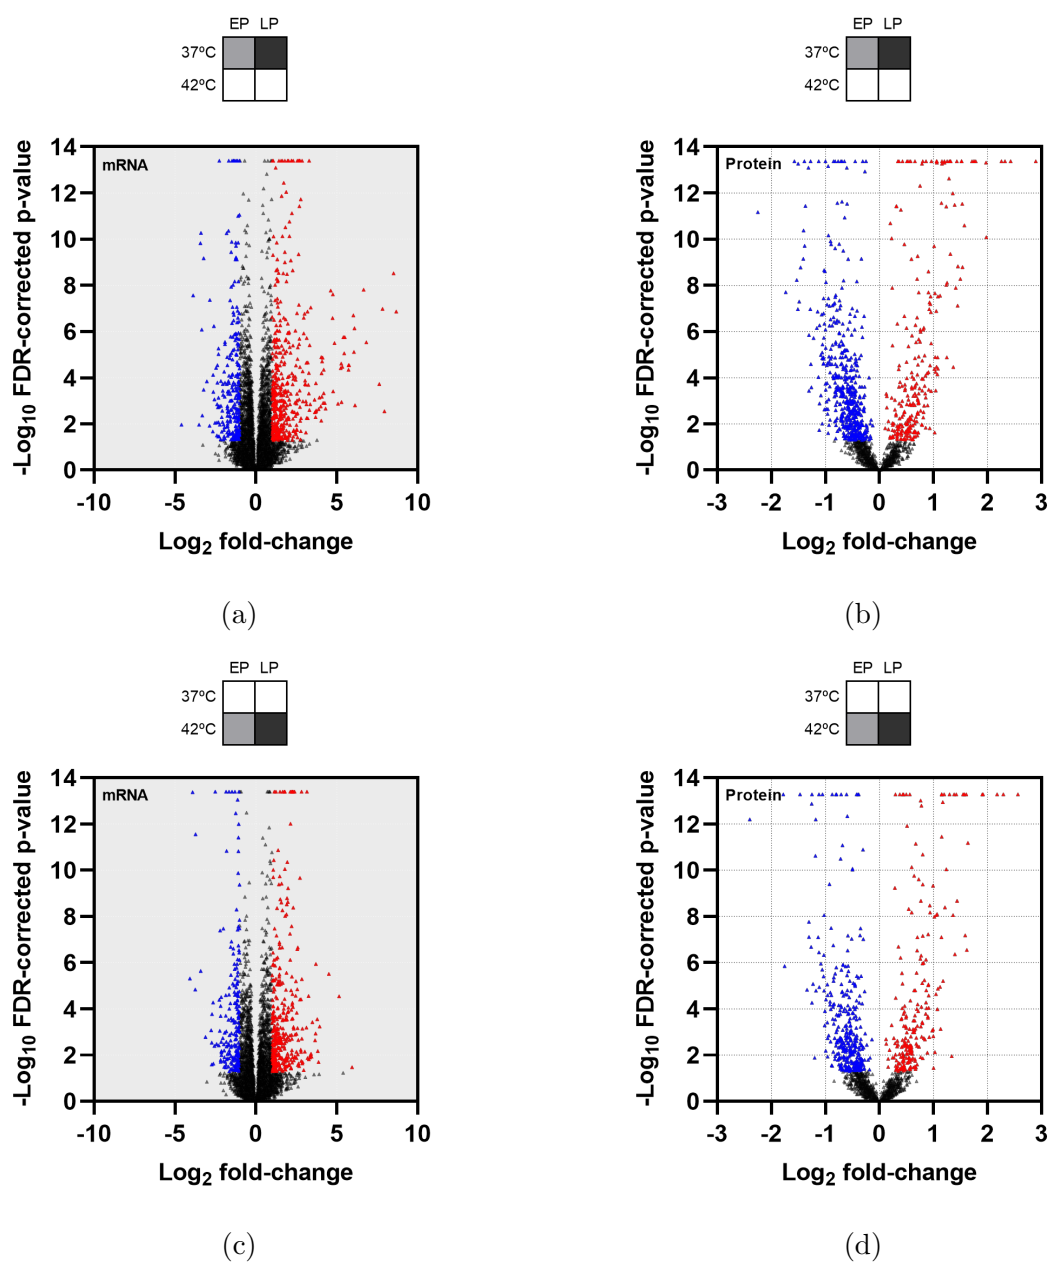 EP LP
37ºC
42ºC
-Log10 FDR-corrected p-value
14
12
10
8
6
4
2
0
mRNA
-10 -5 0 5 10
Log2 fold-change
(a)
EP LP
37ºC
42ºC
-Log10 FDR-corrected p-value
14
12
10
8
6
4
2
0
Protein
-3 -2 -1 0 1 2 3
Log2 fold-change
(b)
EP LP
37ºC
42ºC
-Log10 FDR-corrected p-value
14
12
10
8
6
4
2
0
mRNA
-10 -5 0 5 10
Log2 fold-change
(c)
EP LP
37ºC
42ºC
-Log10 FDR-corrected p-value
14
12
10
8
6
4
2
0
Protein
-3 -2 -1 0 1 2 3
Log2 fold-change
(d)